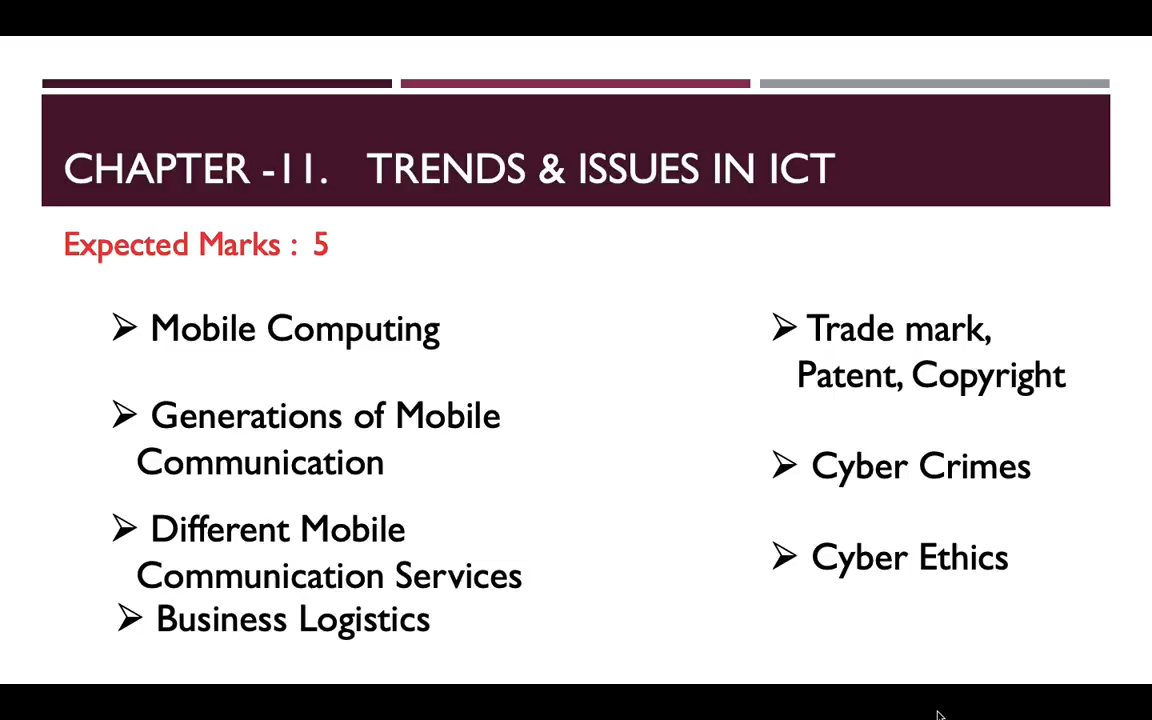 CHAPTER -11. TRENDS & ISSUES IN ICT
Expected Marks : 5
➢ Mobile Computing
➢ Generations of Mobile
Communication
➢ Different Mobile
Communication Services
➢ Business Logistics
➢ Trade mark,
Patent, Copyright
➢ Cyber Crimes
➢ Cyber Ethics